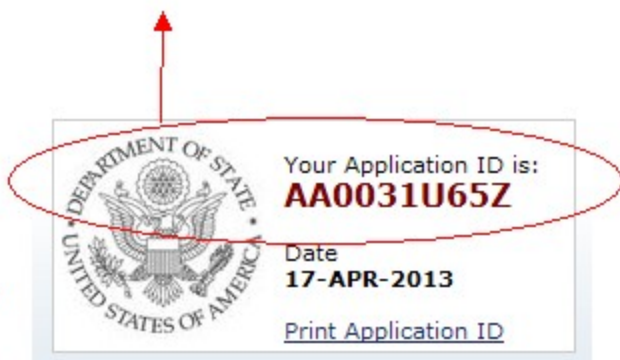 DEPARTMENT OF STATE
UNITED STATES OF AMERICA
Your Application ID is:
AA0031U65Z
Date
17-APR-2013
Print Application ID